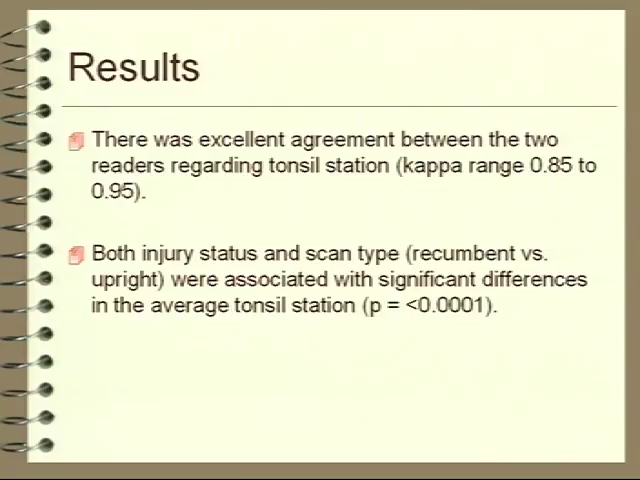 Results
There was excellent agreement between the two
readers regarding tonsil station (kappa range 0.85 to
0.95).
Both injury status and scan type (recumbent vs.
upright) were associated with significant differences
in the average tonsil station (p = <0.0001).